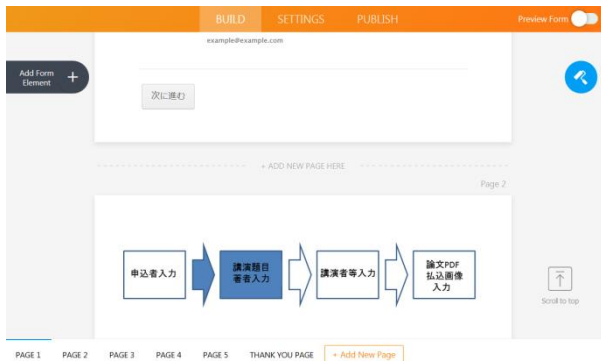 BUILD SETTINGS PUBLISH Preview Form
example@example.com
Add Form
Element
次に進む
+ ADD NEW PAGE HERE
Page 2
申込者入力
講演題目
著者入力
講演者等入力
論文PDF
払込画像
入力
Scroll to top
PAGE 1 PAGE 2 PAGE 3 PAGE 4 PAGE 5 THANK YOU PAGE + Add New Page